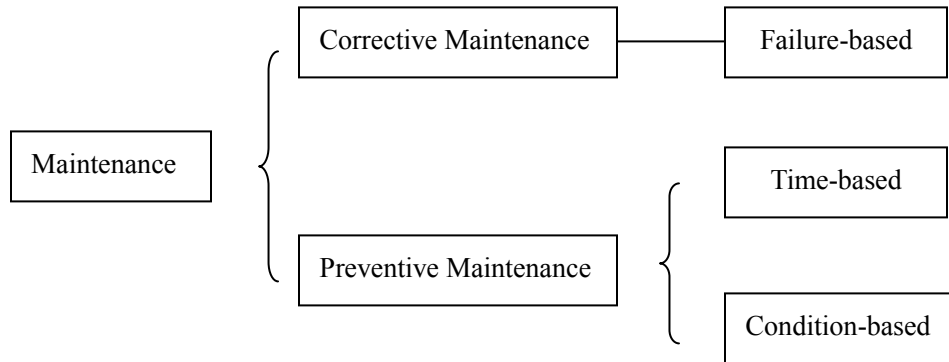 Maintenance
Corrective Maintenance
Failure-based
Preventive Maintenance
Time-based
Condition-based